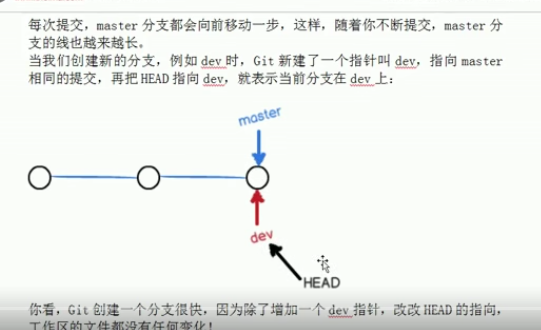 每次提交，master 分支都会向前移动一步，这样，随着你不断提交，master 分
支的线也越来越长。
当我们创建新的分支，例如 dev 时，Git 新建了一个指针叫 dev，指向 master
相同的提交，再把 HEAD 指向 dev，就表示当前分支在 dev 上：
master
dev
HEAD
你看，Git 创建一个分支很快，因为除了增加一个 dev 指针，改改 HEAD 的指向，
工作区的文件都没有任何变化！